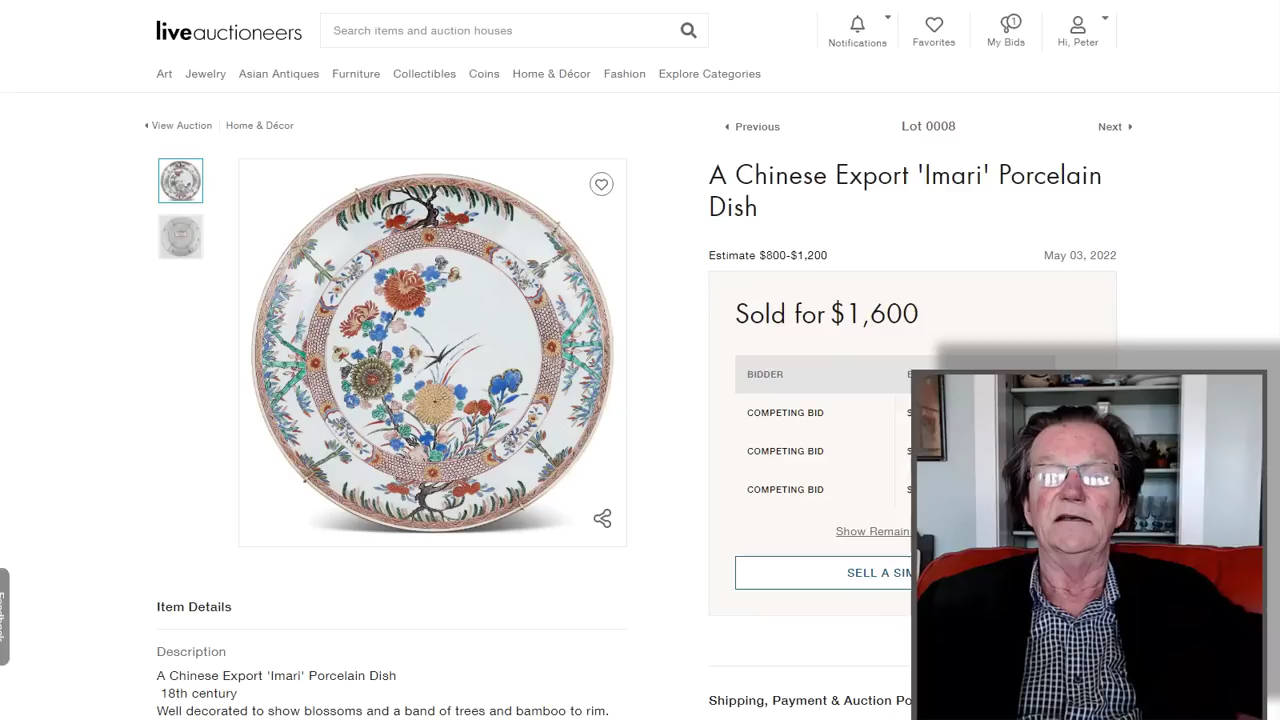 liveauctioneers
Search items and auction houses
Notifications
Favorites
1
My Bids
Hi, Peter
Art Jewelry Asian Antiques Furniture Collectibles Coins Home & Décor Fashion Explore Categories
View Auction Home & Décor
Previous Lot 0008 Next
A Chinese Export 'Imari' Porcelain
Dish
Estimate $800-$1,200 May 03, 2022
Sold for $1,600
BIDDER
COMPETING BID $
COMPETING BID $
COMPETING BID $
Show Remain
SELL A SIM
Feedback
Item Details
Description
A Chinese Export 'Imari' Porcelain Dish
18th century
Well decorated to show blossoms and a band of trees and bamboo to rim.
Shipping, Payment & Auction Po